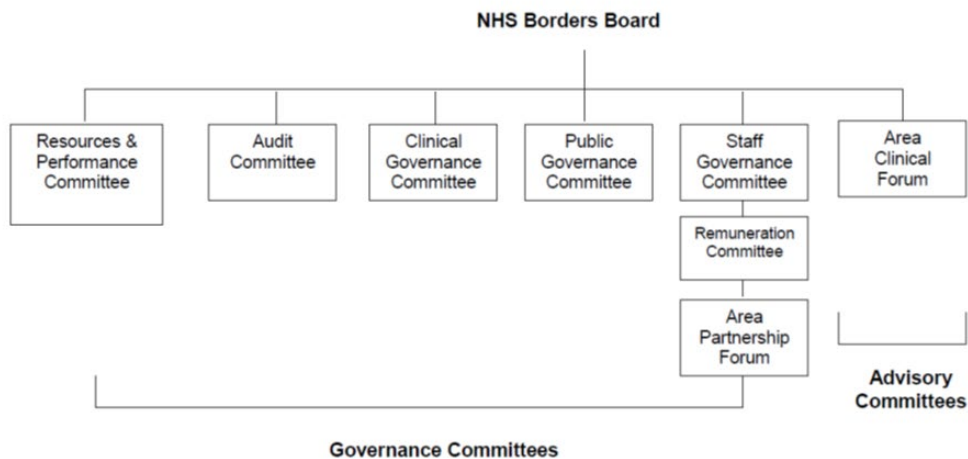 NHS Borders Board
Resources &
Performance
Committee
Audit
Committee
Clinical
Governance
Committee
Public
Governance
Committee
Staff
Governance
Committee
Area
Clinical
Forum
Remuneration
Committee
Area
Partnership
Forum
Advisory
Committees
Governance Committees